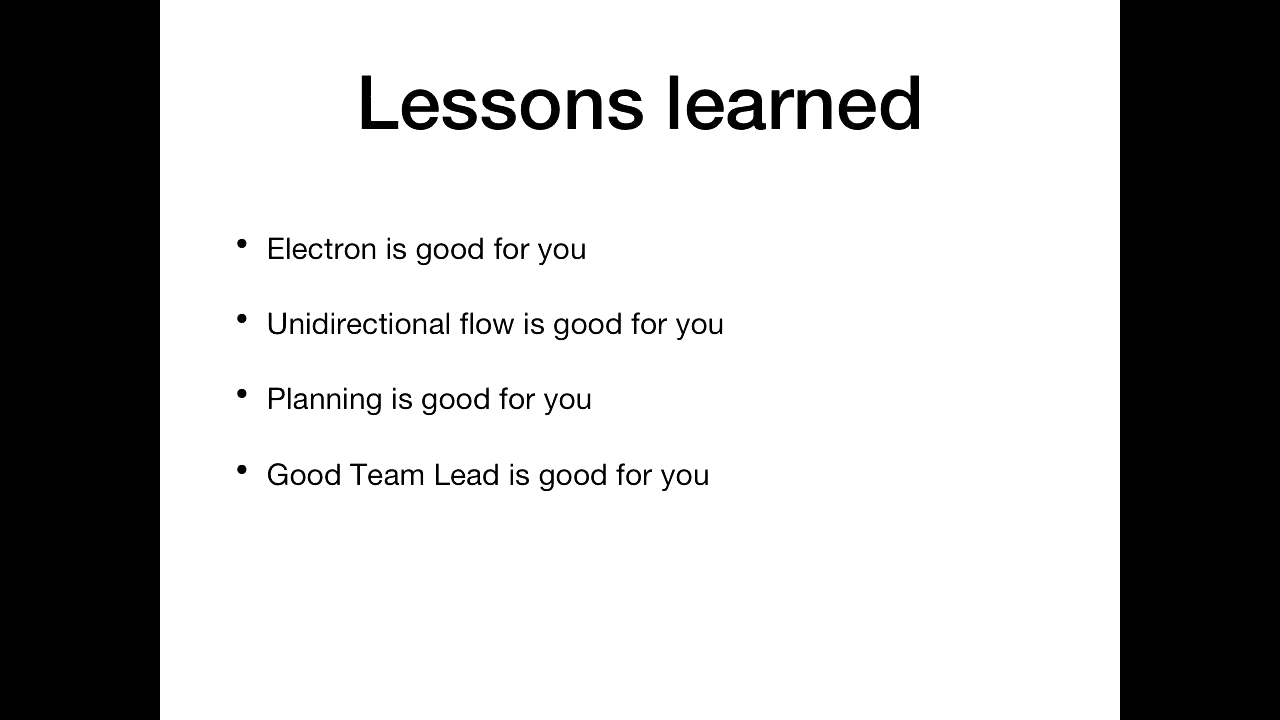 Lessons learned
• Electron is good for you
• Unidirectional flow is good for you
• Planning is good for you
• Good Team Lead is good for you